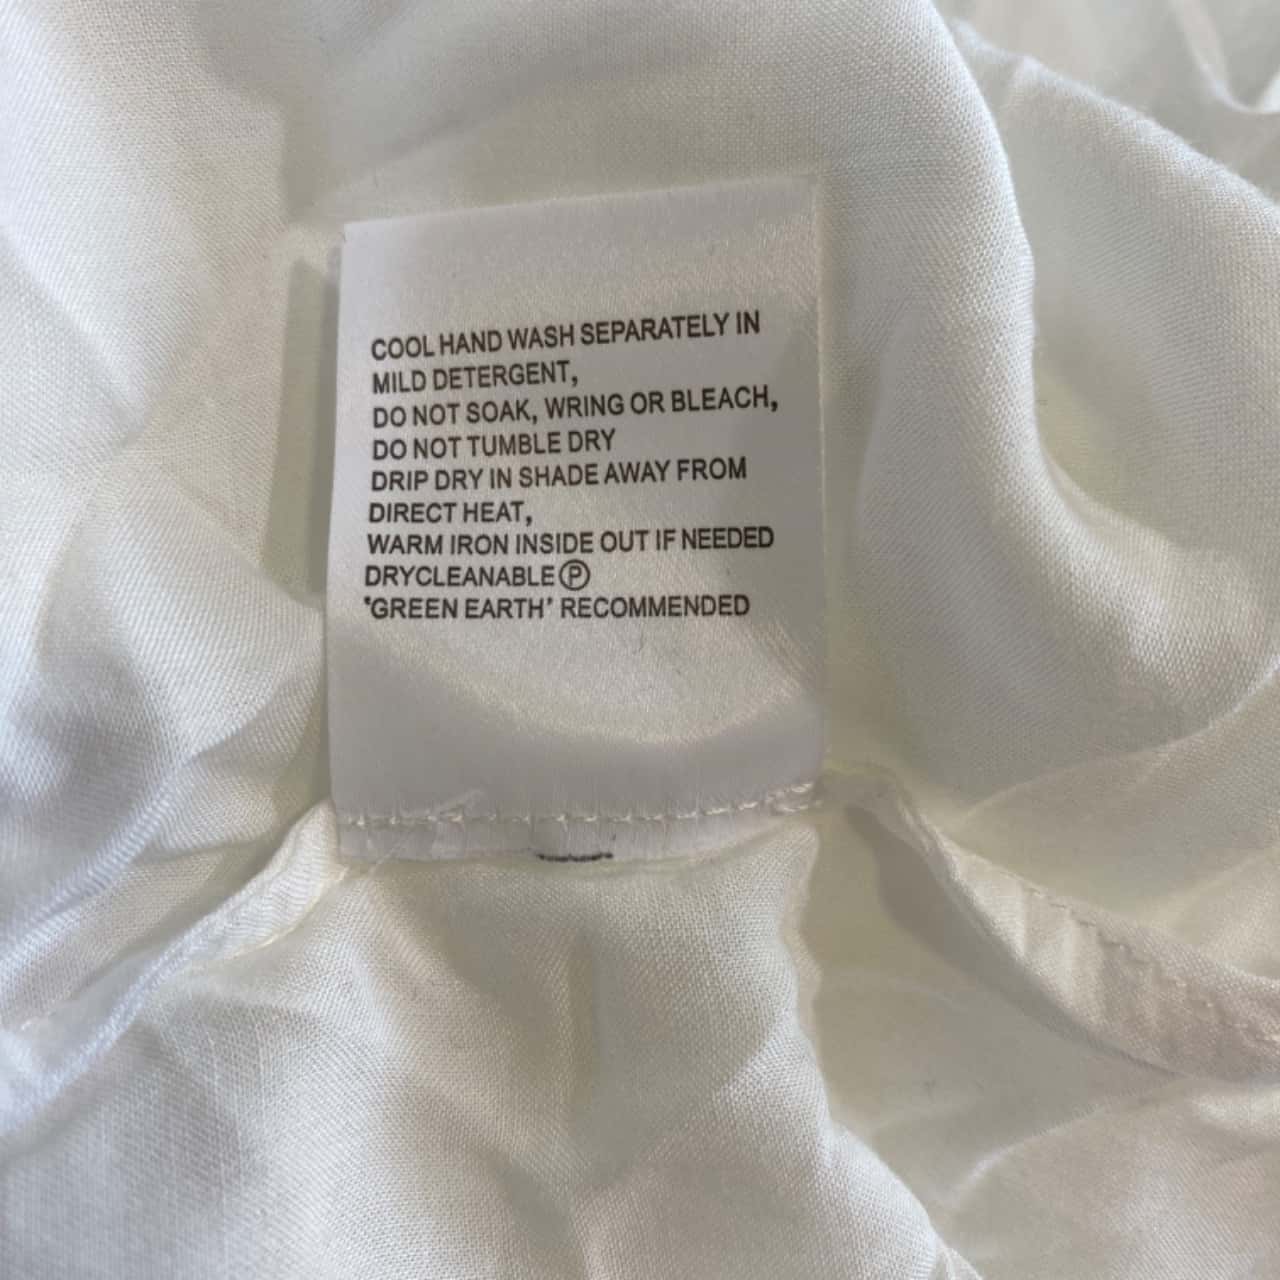 COOL HAND WASH SEPARATELY IN
MILD DETERGENT,
DO NOT SOAK, WRING OR BLEACH,
DO NOT TUMBLE DRY
DRIP DRY IN SHADE AWAY FROM
DIRECT HEAT,
WARM IRON INSIDE OUT IF NEEDED
DRYCLEANABLE Ⓟ
'GREEN EARTH' RECOMMENDED